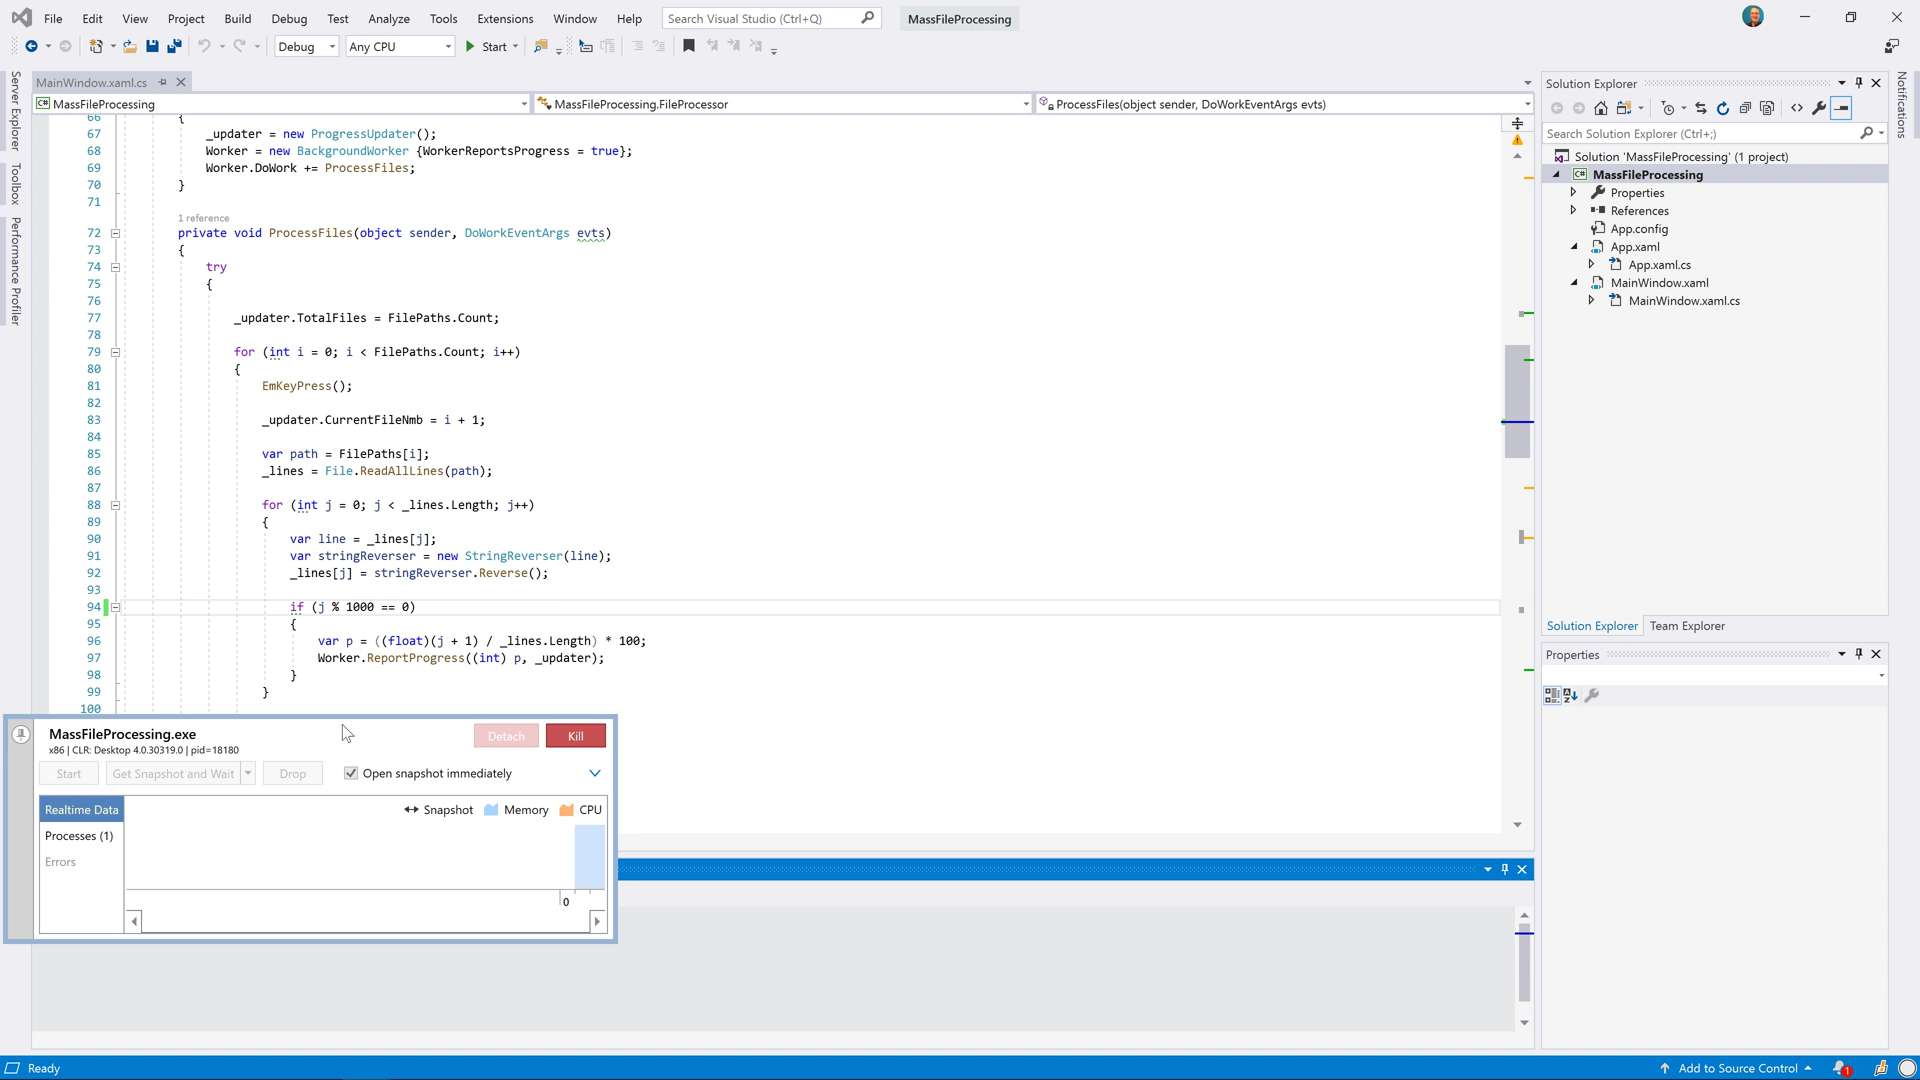 File Edit View Project Build Debug Test Analyze Tools Extensions Window Help Search Visual Studio (Ctrl+Q) MassFileProcessing
Debug Any CPU Start
Server Explorer
Toolbox
Performance Profiler
MainWindow.xaml.cs
MassFileProcessing MassFileProcessing.FileProcessor ProcessFiles(object sender, DoWorkEventArgs evts)
66 {
67 _updater = new ProgressUpdater();
68 Worker = new BackgroundWorker {WorkerReportsProgress = true};
69 Worker.DoWork += ProcessFiles;
70 }
71
1 reference
72 private void ProcessFiles(object sender, DoWorkEventArgs evts)
73 {
74 try
75 {
76
77 _updater.TotalFiles = FilePaths.Count;
78
79 for (int i = 0; i < FilePaths.Count; i++)
80 {
81 EmKeyPress();
82
83 _updater.CurrentFileNmb = i + 1;
84
85 var path = FilePaths[i];
86 _lines = File.ReadAllLines(path);
87
88 for (int j = 0; j < _lines.Length; j++)
89 {
90 var line = _lines[j];
91 var stringReverser = new StringReverser(line);
92 _lines[j] = stringReverser.Reverse();
93
94 if (j % 1000 == 0)
95 {
96 var p = ((float)(j + 1) / _lines.Length) * 100;
97 Worker.ReportProgress((int) p, _updater);
98 }
99 }
100
MassFileProcessing.exe
x86 | CLR: Desktop 4.0.30319.0 | pid=18180
Detach Kill
Start Get Snapshot and Wait Drop Open snapshot immediately
Realtime Data Snapshot Memory CPU
Processes (1)
Errors
0
Solution Explorer
Search Solution Explorer (Ctrl+;)
Solution 'MassFileProcessing' (1 project)
C# MassFileProcessing
Properties
References
App.config
App.xaml
App.xaml.cs
MainWindow.xaml
MainWindow.xaml.cs
Solution Explorer Team Explorer
Properties
Notifications
Ready Add to Source Control 1